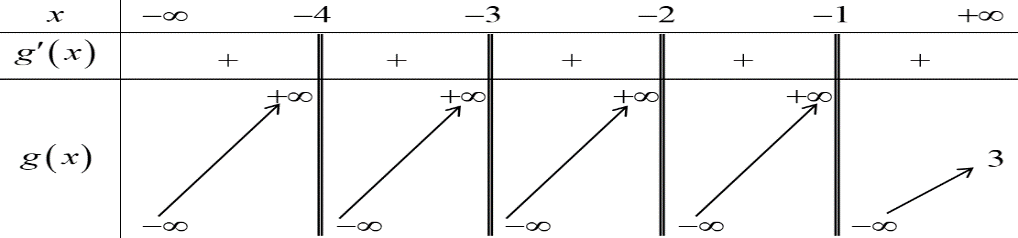 x −∞ −4 −3 −2 −1 +∞
g′(x) + + + + +
+∞ +∞ +∞ +∞
g(x) 3
−∞ −∞ −∞ −∞ −∞